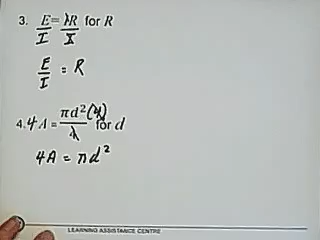 3. E/I = IR/I for R
E/I = R
4. 4A = πd²(4)/4 for d
4A = πd²
LEARNING ASSISTANCE CENTRE